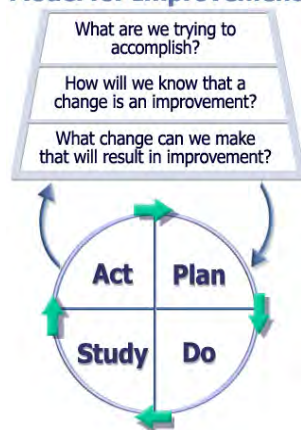 What are we trying to
accomplish?
How will we know that a
change is an improvement?
What change can we make
that will result in improvement?
Act Plan
Study Do